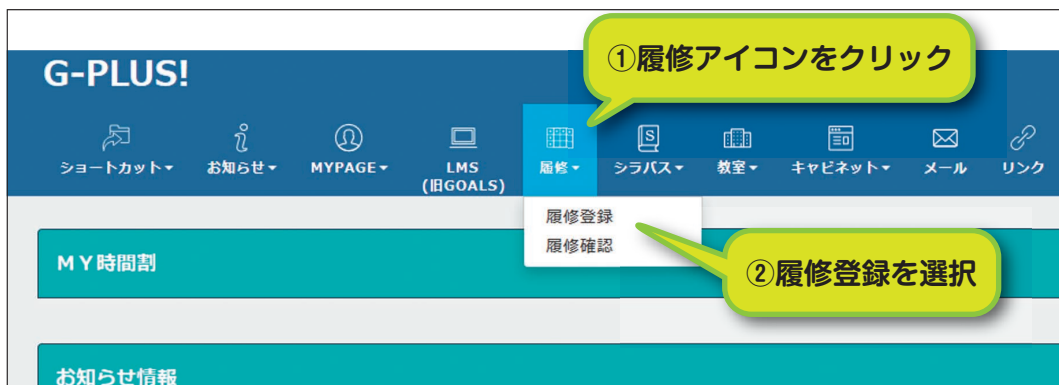 G-PLUS!
①履修アイコンをクリック
ショートカット▾
お知らせ▾
MYPAGE▾
LMS
(旧GOALS)
履修▾
シラバス▾
教室▾
キャビネット▾
メール
リンク
履修登録
履修確認
②履修登録を選択
ＭＹ時間割
お知らせ情報